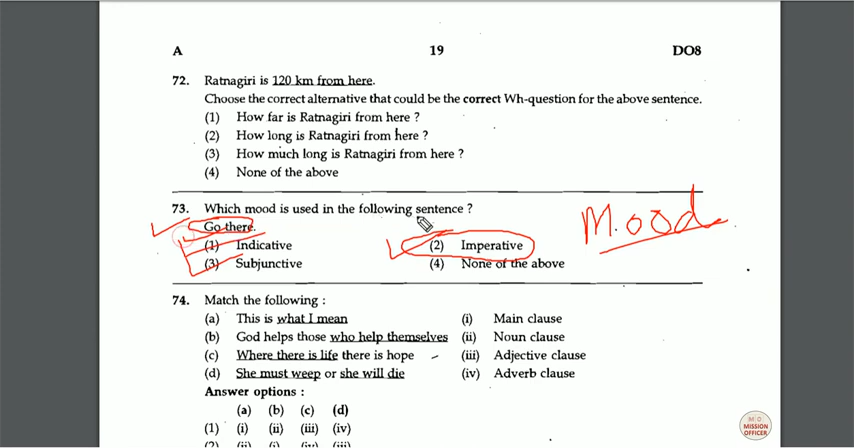 A 19 DO8
72. Ratnagiri is 120 km from here.
Choose the correct alternative that could be the correct Wh-question for the above sentence.
(1) How far is Ratnagiri from here ?
(2) How long is Ratnagiri from here ?
(3) How much long is Ratnagiri from here ?
(4) None of the above
73. Which mood is used in the following sentence ?
Go there.
Mood
(1) Indicative (2) Imperative
(3) Subjunctive (4) None of the above
74. Match the following :
(a) This is what I mean (i) Main clause
(b) God helps those who help themselves (ii) Noun clause
(c) Where there is life there is hope (iii) Adjective clause
(d) She must weep or she will die (iv) Adverb clause
Answer options :
(a) (b) (c) (d)
(1) (i) (ii) (iii) (iv)
(2) (ii) (i) (iv) (iii)
MISSION
OFFICER